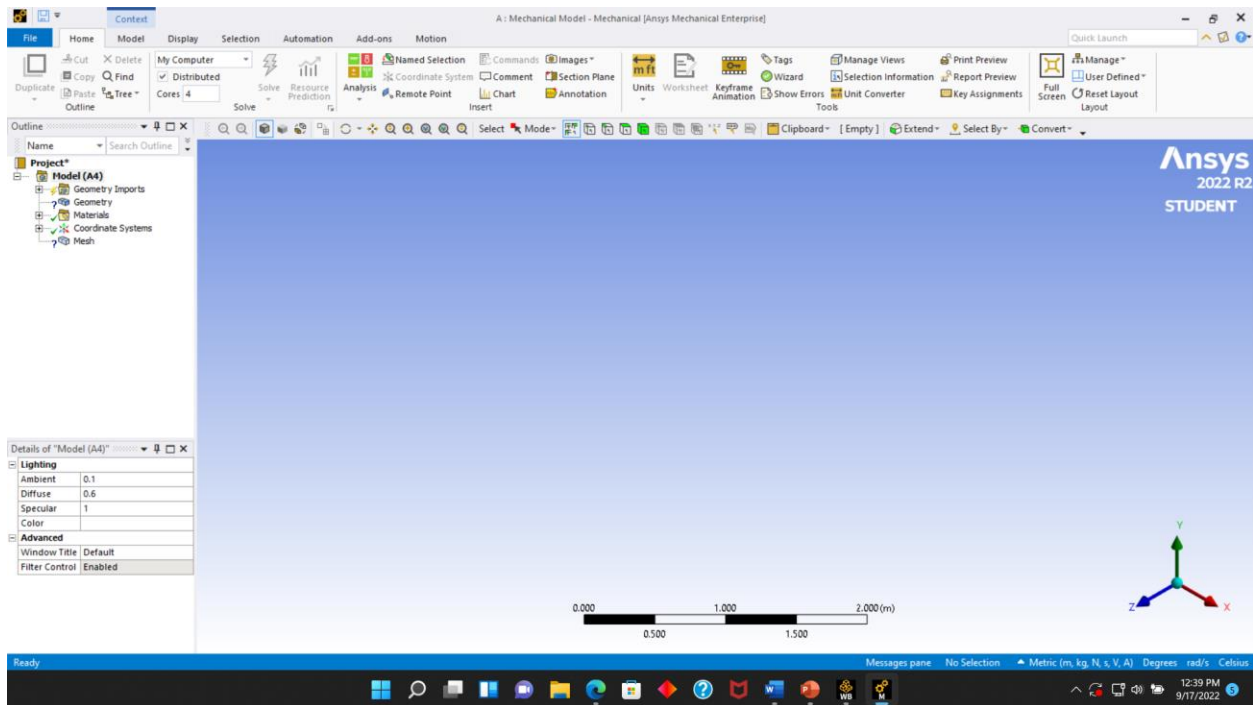 Context
A : Mechanical Model - Mechanical [Ansys Mechanical Enterprise]
File Home Model Display Selection Automation Add-ons Motion Quick Launch
Cut X Delete My Computer Named Selection Commands Images Tags Manage Views Print Preview Manage
Duplicate Copy Find Distributed Solve Resource Prediction Analysis Coordinate System Comment Section Plane Units Worksheet Keyframe Animation Wizard Selection Information Report Preview Full Screen User Defined
Paste Tree Cores 4 Remote Point Chart Annotation Show Errors Unit Converter Key Assignments Reset Layout
Outline Solve Insert Tools Layout
Outline Select Mode Clipboard [ Empty ] Extend Select By Convert
Name Search Outline
Project*
Model (A4)
Geometry Imports
Geometry
Materials
Coordinate Systems
Mesh
Ansys
2022 R2
STUDENT
Details of "Model (A4)"
Lighting
Ambient 0.1
Diffuse 0.6
Specular 1
Color
Advanced
Window Title Default
Filter Control Enabled
0.000 1.000 2.000 (m)
0.500 1.500
Y
Z X
Ready Messages pane No Selection Metric (m, kg, N, s, V, A) Degrees rad/s Celsius
WB M
12:39 PM
9/17/2022 5